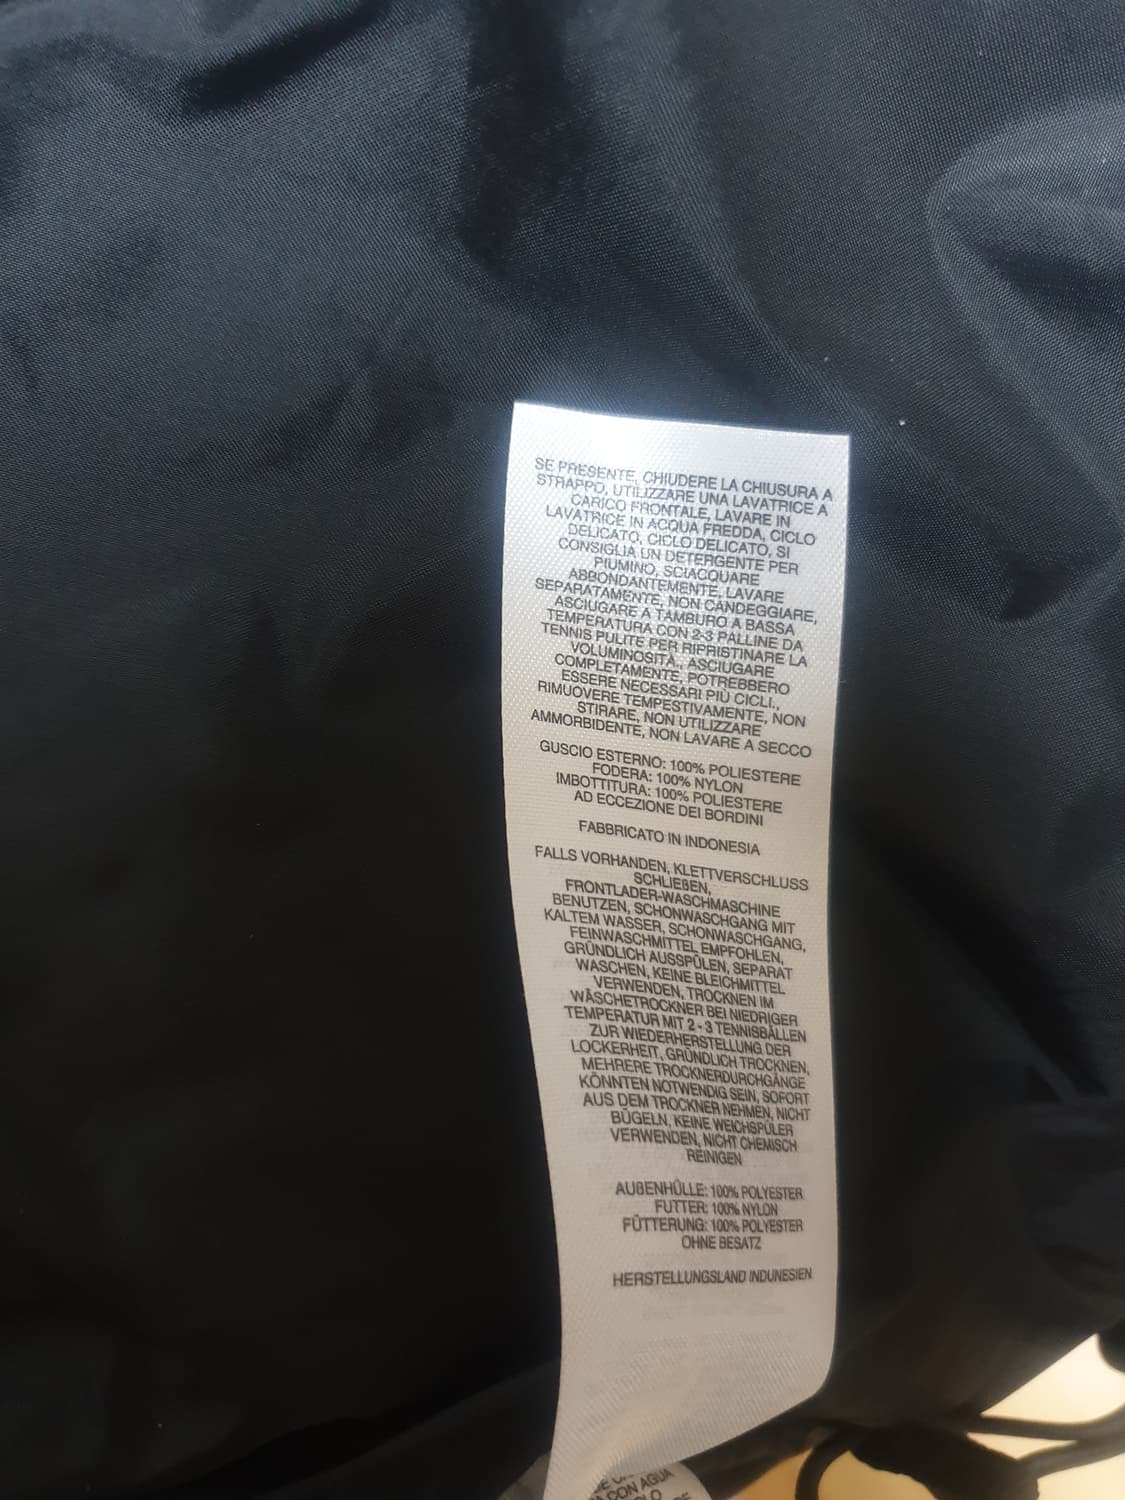 SE PRESENTE, CHIUDERE LA CHIUSURA A
STRAPPO, UTILIZZARE UNA LAVATRICE A
CARICO FRONTALE, LAVARE IN
LAVATRICE IN ACQUA FREDDA, CICLO
DELICATO, CICLO DELICATO, SI
CONSIGLIA UN DETERGENTE PER
PIUMINO, SCIACQUARE
ABBONDANTEMENTE, LAVARE
SEPARATAMENTE, NON CANDEGGIARE,
ASCIUGARE A TAMBURO A BASSA
TEMPERATURA CON 2-3 PALLINE DA
TENNIS PULITE PER RIPRISTINARE LA
VOLUMINOSITÀ,, ASCIUGARE
COMPLETAMENTE, POTREBBERO
ESSERE NECESSARI PIÙ CICLI.,
RIMUOVERE TEMPESTIVAMENTE, NON
STIRARE, NON UTILIZZARE
AMMORBIDENTE, NON LAVARE A SECCO
GUSCIO ESTERNO: 100% POLIESTERE
FODERA: 100% NYLON
IMBOTTITURA: 100% POLIESTERE
AD ECCEZIONE DEI BORDINI
FABBRICATO IN INDONESIA
FALLS VORHANDEN, KLETTVERSCHLUSS
SCHLIEßEN,
FRONTLADER-WASCHMASCHINE
BENUTZEN, SCHONWASCHGANG MIT
KALTEM WASSER, SCHONWASCHGANG,
FEINWASCHMITTEL EMPFOHLEN,
GRÜNDLICH AUSSPÜLEN, SEPARAT
WASCHEN, KEINE BLEICHMITTEL
VERWENDEN, TROCKNEN IM
WÄSCHETROCKNER BEI NIEDRIGER
TEMPERATUR MIT 2 - 3 TENNISBÄLLEN
ZUR WIEDERHERSTELLUNG DER
LOCKERHEIT, GRÜNDLICH TROCKNEN,
MEHRERE TROCKNERDURCHGÄNGE
KÖNNTEN NOTWENDIG SEIN, SOFORT
AUS DEM TROCKNER NEHMEN, NICHT
BÜGELN, KEINE WEICHSPÜLER
VERWENDEN, NICHT CHEMISCH
REINIGEN
AUßENHÜLLE: 100% POLYESTER
FUTTER: 100% NYLON
FÜTTERUNG: 100% POLYESTER
OHNE BESATZ
HERSTELLUNGSLAND INDUNESIEN
CON AGUA